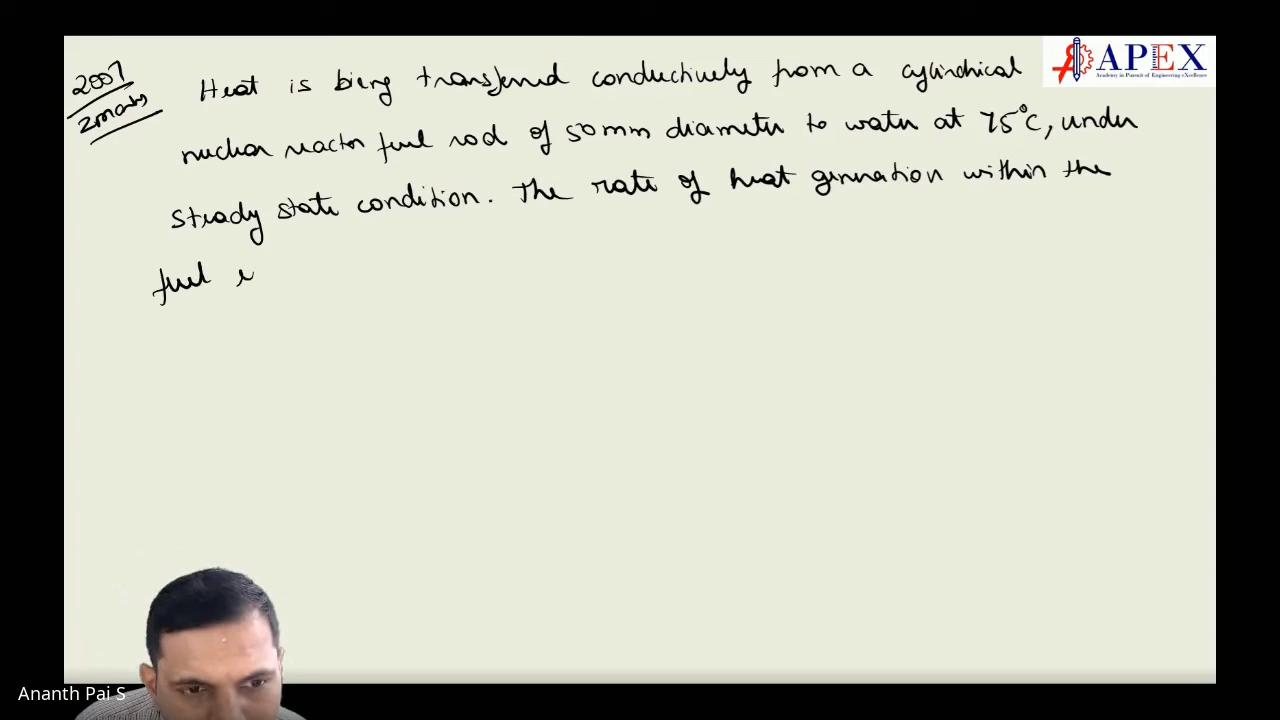 2007
2marks
Heat is being transferred conductively from a cylindrical
nuclear reactor fuel rod of 50mm diameter to water at 75°C, under
steady state condition. The rate of heat generation within the
fuel
APEX
Academy in Pursuit of Engineering eXcellence
Ananth Pai S